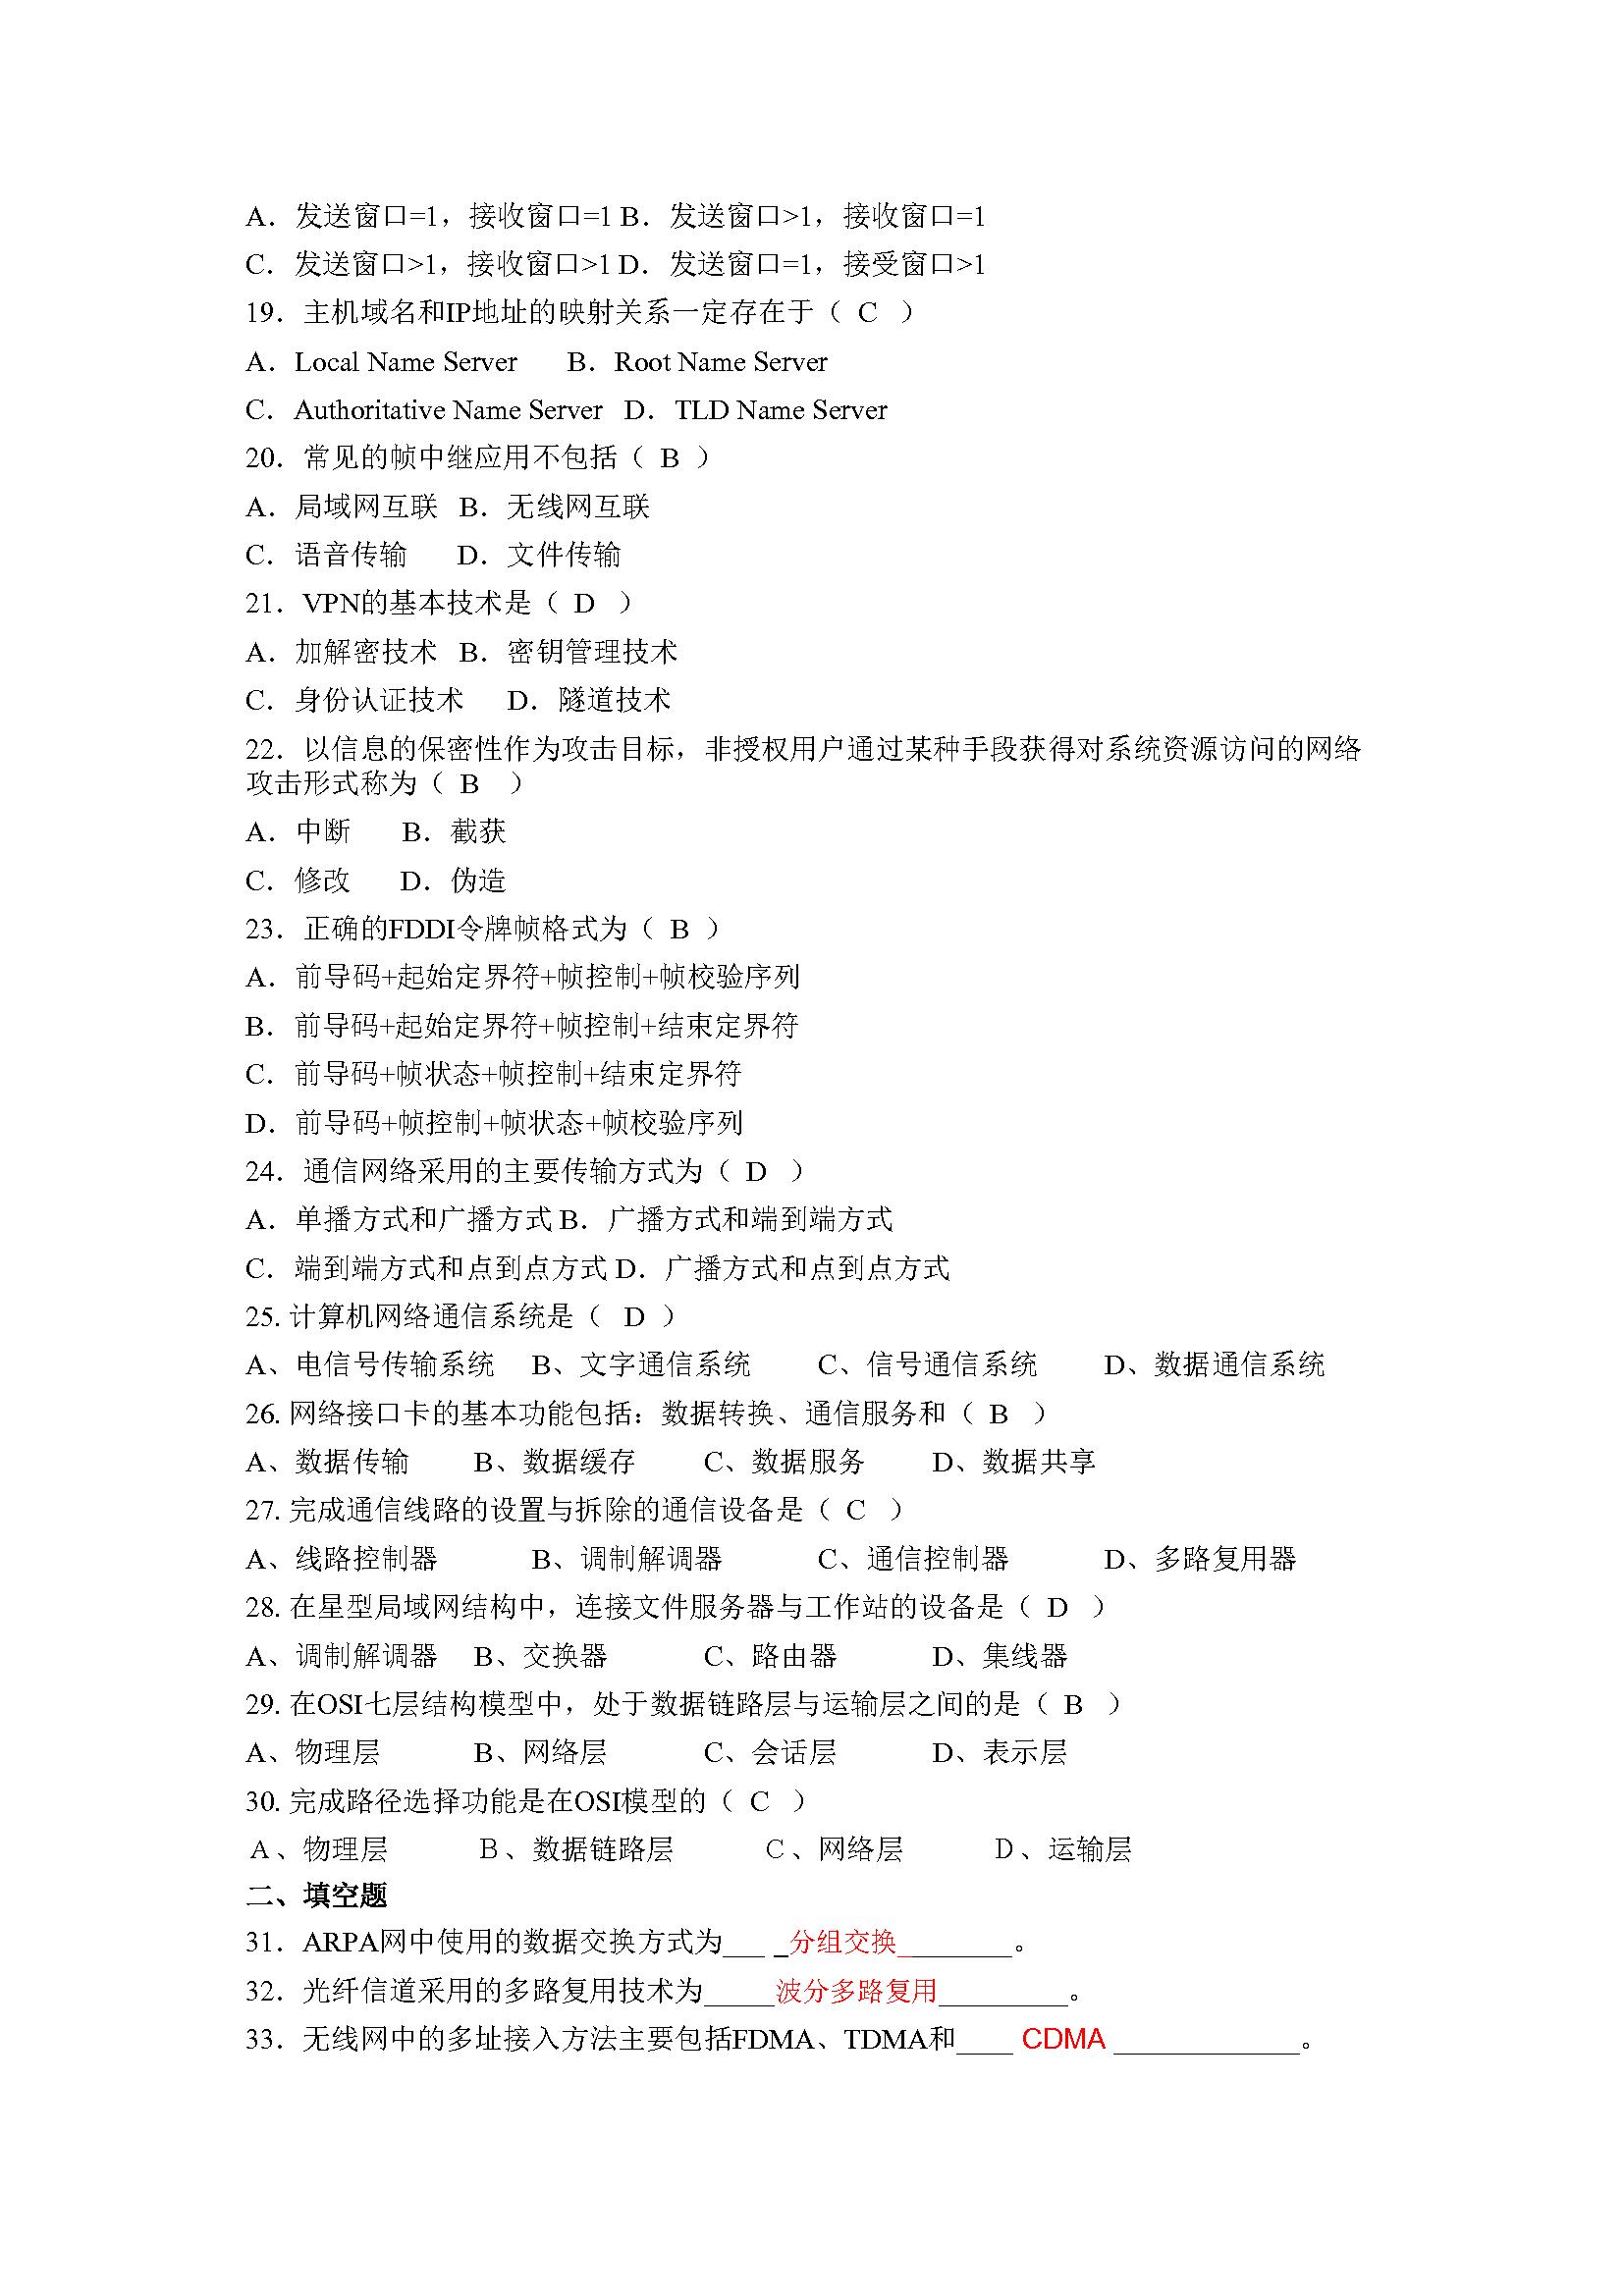 A．发送窗口=1，接收窗口=1 B．发送窗口>1，接收窗口=1
C．发送窗口>1，接收窗口>1 D．发送窗口=1，接受窗口>1
19．主机域名和IP地址的映射关系一定存在于（ C ）
A．Local Name Server B．Root Name Server
C．Authoritative Name Server D．TLD Name Server
20．常见的帧中继应用不包括（ B ）
A．局域网互联 B．无线网互联
C．语音传输 D．文件传输
21．VPN的基本技术是（ D ）
A．加解密技术 B．密钥管理技术
C．身份认证技术 D．隧道技术
22．以信息的保密性作为攻击目标，非授权用户通过某种手段获得对系统资源访问的网络
攻击形式称为（ B ）
A．中断 B．截获
C．修改 D．伪造
23．正确的FDDI令牌帧格式为（ B ）
A．前导码+起始定界符+帧控制+帧校验序列
B．前导码+起始定界符+帧控制+结束定界符
C．前导码+帧状态+帧控制+结束定界符
D．前导码+帧控制+帧状态+帧校验序列
24．通信网络采用的主要传输方式为（ D ）
A．单播方式和广播方式 B．广播方式和端到端方式
C．端到端方式和点到点方式 D．广播方式和点到点方式
25. 计算机网络通信系统是（ D ）
A、电信号传输系统 B、文字通信系统 C、信号通信系统 D、数据通信系统
26. 网络接口卡的基本功能包括：数据转换、通信服务和（ B ）
A、数据传输 B、数据缓存 C、数据服务 D、数据共享
27. 完成通信线路的设置与拆除的通信设备是（ C ）
A、线路控制器 B、调制解调器 C、通信控制器 D、多路复用器
28. 在星型局域网结构中，连接文件服务器与工作站的设备是（ D ）
A、调制解调器 B、交换器 C、路由器 D、集线器
29. 在OSI七层结构模型中，处于数据链路层与运输层之间的是（ B ）
A、物理层 B、网络层 C、会话层 D、表示层
30. 完成路径选择功能是在OSI模型的（ C ）
Ａ、物理层 Ｂ、数据链路层 Ｃ、网络层 Ｄ、运输层
二、填空题
31．ARPA网中使用的数据交换方式为___ _分组交换________。
32．光纤信道采用的多路复用技术为_____波分多路复用_________。
33．无线网中的多址接入方法主要包括FDMA、TDMA和____ CDMA _____________。